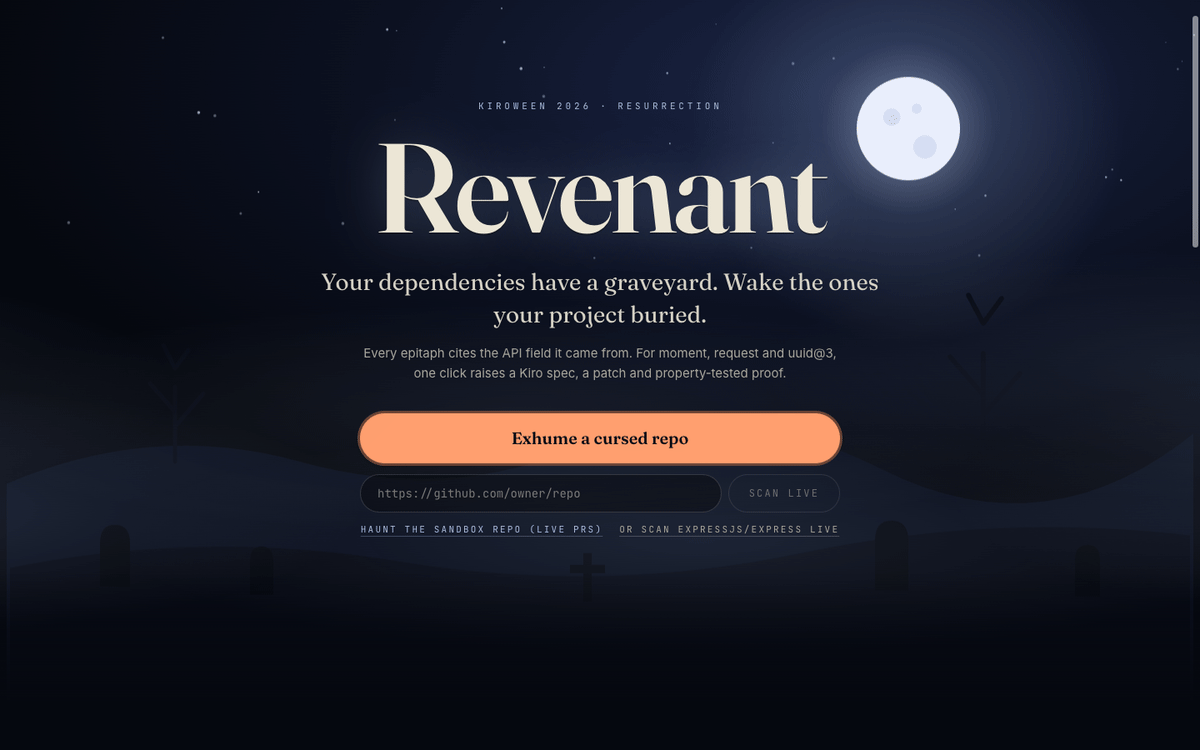 KIROWEEN 2026 · RESURRECTION
Revenant
Your dependencies have a graveyard. Wake the ones
your project buried.
Every epitaph cites the API field it came from. For moment, request and uuid@3,
one click raises a Kiro spec, a patch and property-tested proof.
Exhume a cursed repo
https://github.com/owner/repo
SCAN LIVE
HAUNT THE SANDBOX REPO (LIVE PRS)
OR SCAN EXPRESSJS/EXPRESS LIVE